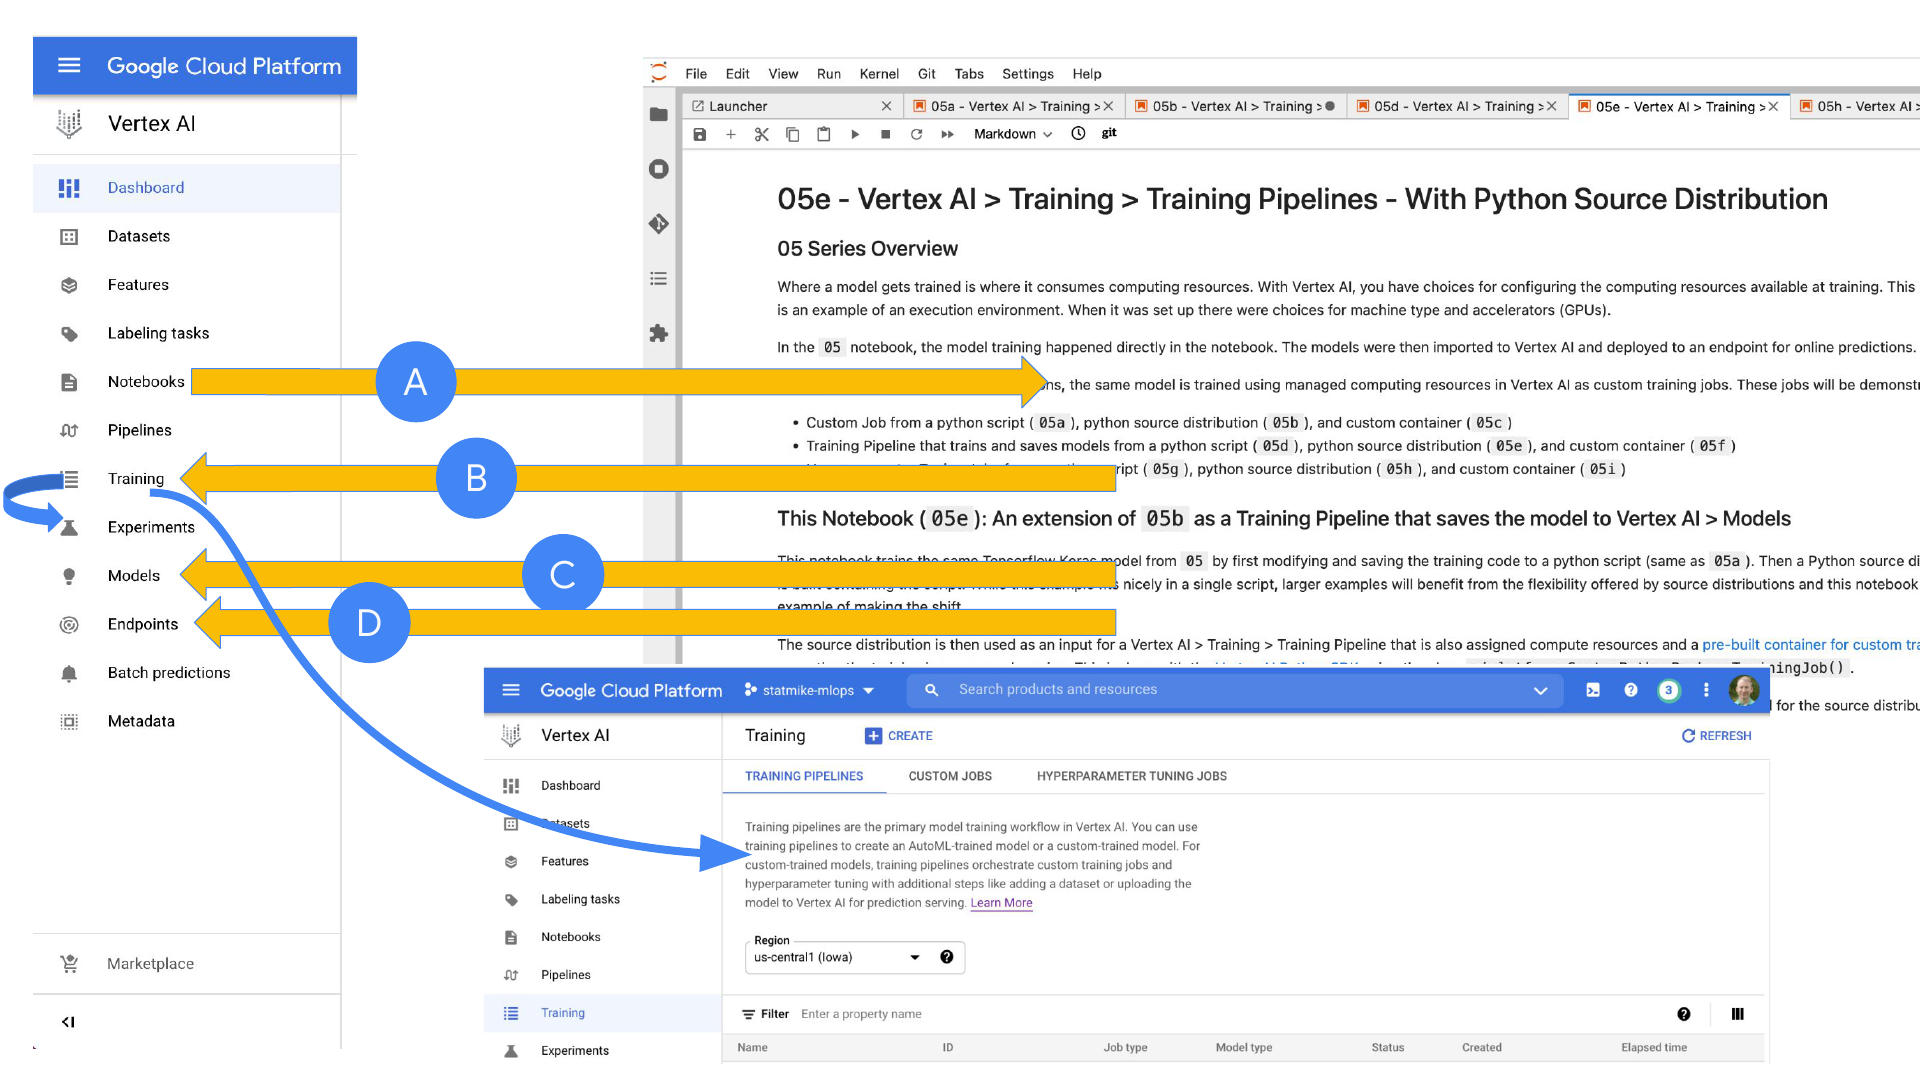 Google Cloud Platform
Vertex AI
Dashboard
Datasets
Features
Labeling tasks
Notebooks
Pipelines
Training
Experiments
Models
Endpoints
Batch predictions
Metadata
Marketplace
A
B
C
D
File Edit View Run Kernel Git Tabs Settings Help
Launcher
05a - Vertex AI > Training >
05b - Vertex AI > Training >
05d - Vertex AI > Training >
05e - Vertex AI > Training >
05h - Vertex AI >
Markdown
git
05e - Vertex AI > Training > Training Pipelines - With Python Source Distribution
05 Series Overview
Where a model gets trained is where it consumes computing resources. With Vertex AI, you have choices for configuring the computing resources available at training. This
is an example of an execution environment. When it was set up there were choices for machine type and accelerators (GPUs).
In the 05 notebook, the model training happened directly in the notebook. The models were then imported to Vertex AI and deployed to an endpoint for online predictions.
, the same model is trained using managed computing resources in Vertex AI as custom training jobs. These jobs will be
• Custom Job from a python script ( 05a ), python source distribution ( 05b ), and custom container ( 05c )
• Training Pipeline that trains and saves models from a python script ( 05d ), python source distribution ( 05e ), and custom container ( 05f )
( 05g ), python source distribution ( 05h ), and custom container ( 05i )
This Notebook ( 05e ): An extension of 05b as a Training Pipeline that saves the model to Vertex AI > Models
This notebook trains the same Tensorflow Keras model from 05 by first modifying and saving the training code to a python script (same as 05a ). Then a Python source
nicely in a single script, larger examples will benefit from the flexibility offered by source distributions and this notebook
example of making the shift.
The source distribution is then used as an input for a Vertex AI > Training > Training Pipeline that is also assigned compute resources and a pre-built container for custom
ningJob() .
for the source
Google Cloud Platform
statmike-mlops
Search products and resources
3
Vertex AI
Training
CREATE
REFRESH
TRAINING PIPELINES
CUSTOM JOBS
HYPERPARAMETER TUNING JOBS
Dashboard
Datasets
Features
Labeling tasks
Notebooks
Pipelines
Training
Experiments
Training pipelines are the primary model training workflow in Vertex AI. You can use
training pipelines to create an AutoML-trained model or a custom-trained model. For
custom-trained models, training pipelines orchestrate custom training jobs and
hyperparameter tuning with additional steps like adding a dataset or uploading the
model to Vertex AI for prediction serving. Learn More
Region
us-central1 (Iowa)
Filter Enter a property name
Name ID Job type Model type Status Created Elapsed time